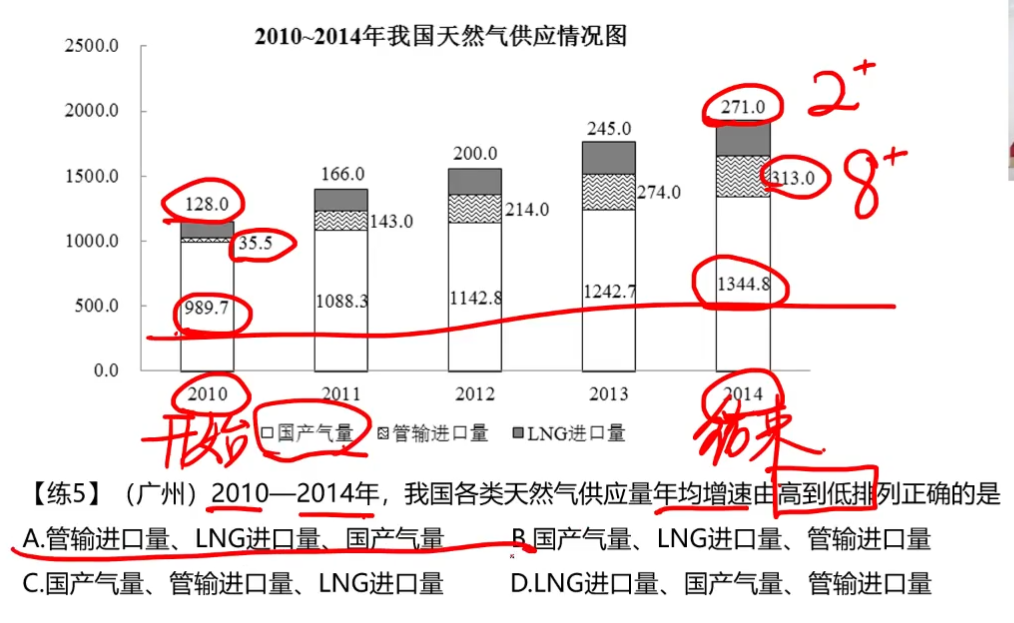 2010~2014年我国天然气供应情况图
2500.0
2000.0
1500.0
1000.0
500.0
0.0
128.0
35.5
989.7
166.0
143.0
1088.3
200.0
214.0
1142.8
245.0
274.0
1242.7
271.0
313.0
1344.8
2+
8+
2010 2011 2012 2013 2014
开始
结束
国产气量 管输进口量 LNG进口量
【练5】（广州）2010—2014年，我国各类天然气供应量年均增速由高到低排列正确的是
A.管输进口量、LNG进口量、国产气量 B.国产气量、LNG进口量、管输进口量
C.国产气量、管输进口量、LNG进口量 D.LNG进口量、国产气量、管输进口量